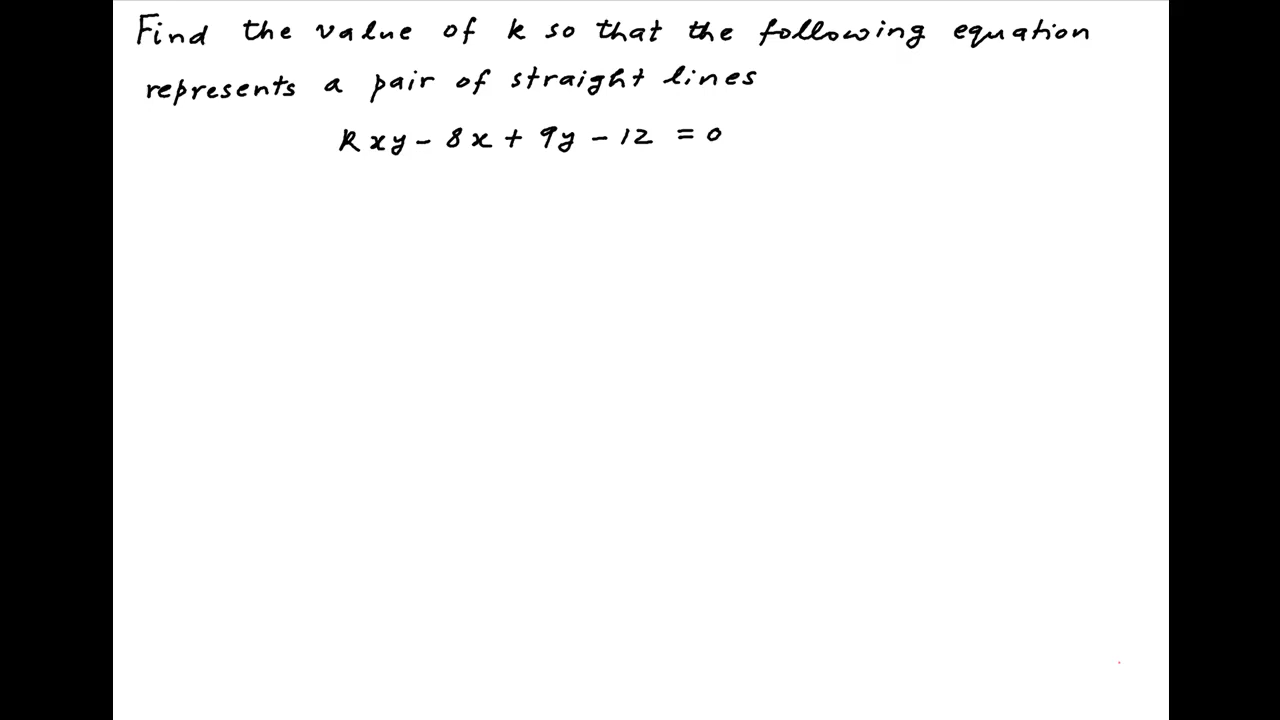 Find the value of k so that the following equation
represents a pair of straight lines
kxy - 8x + 9y - 12 = 0